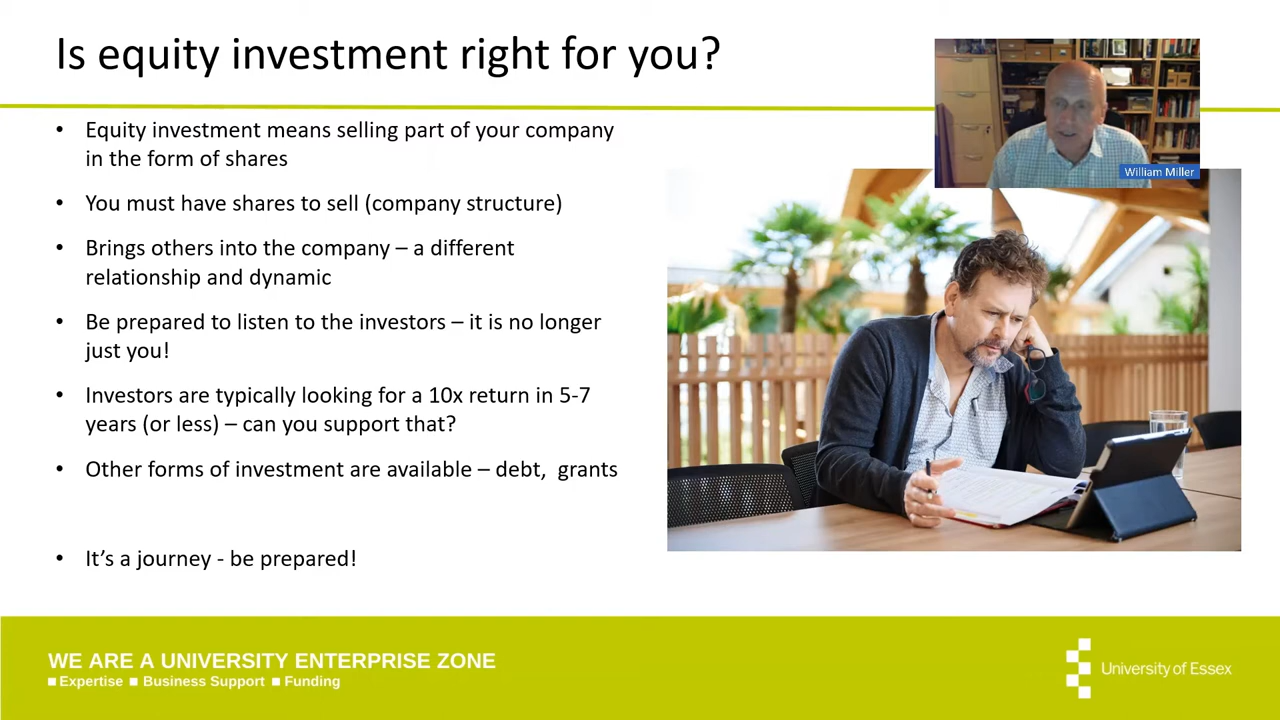 Is equity investment right for you?
William Miller
• Equity investment means selling part of your company
in the form of shares
• You must have shares to sell (company structure)
• Brings others into the company – a different
relationship and dynamic
• Be prepared to listen to the investors – it is no longer
just you!
• Investors are typically looking for a 10x return in 5-7
years (or less) – can you support that?
• Other forms of investment are available – debt,  grants
• It’s a journey - be prepared!
WE ARE A UNIVERSITY ENTERPRISE ZONE
■ Expertise ■ Business Support ■ Funding
University of Essex